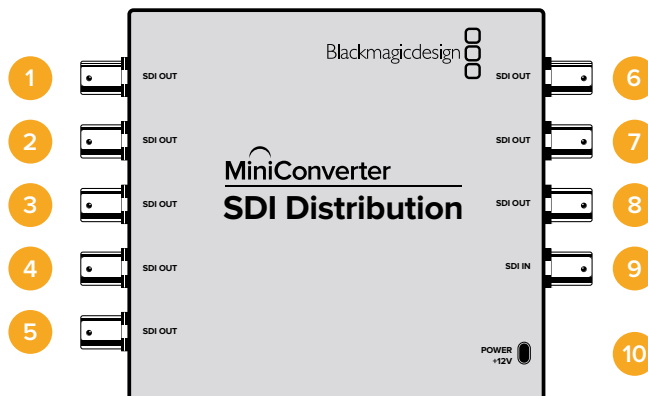 Blackmagicdesign
1
SDI OUT
SDI OUT
6
2
SDI OUT
SDI OUT
7
MiniConverter
3
SDI OUT
SDI Distribution
SDI OUT
8
4
SDI OUT
SDI IN
9
5
SDI OUT
POWER
+12V
10